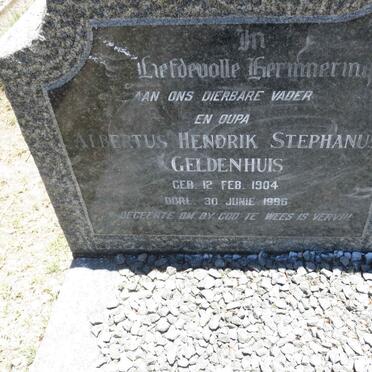 In
Liefdevolle Herinnering
AAN ONS DIERBARE VADER
EN OUPA
ALBERTUS HENDRIK STEPHANUS
GELDENHUIS
GEB. 12 FEB. 1904
OORL. 30 JUNIE 1996
BEGEERTE OM BY GOD TE WEES IS VERVUL